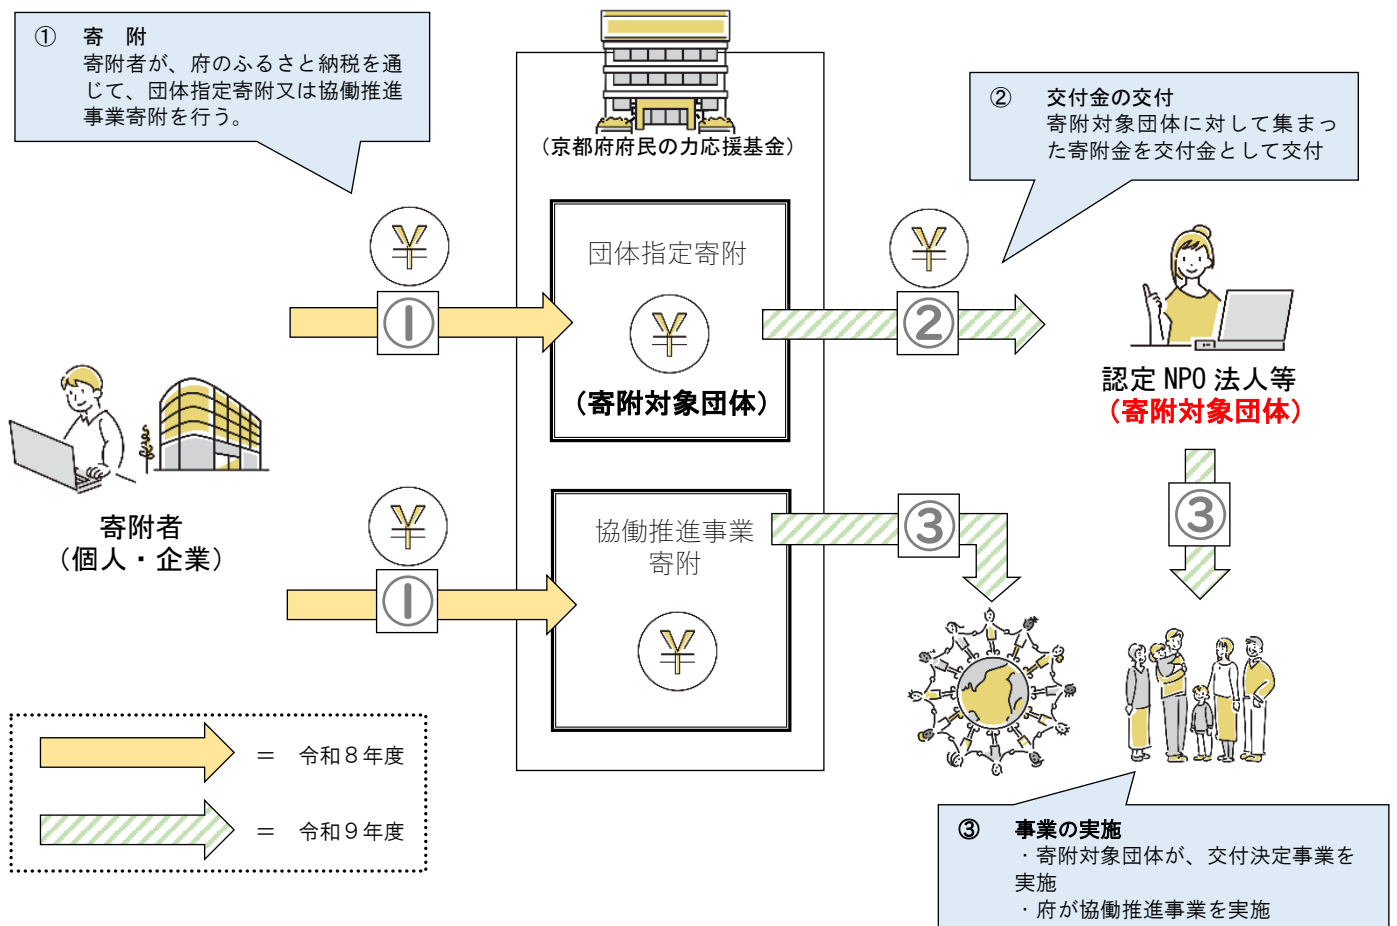 ① 寄 附
寄附者が、府のふるさと納税を通
じて、団体指定寄附又は協働推進
事業寄附を行う。
（京都府府民の力応援基金）
② 交付金の交付
寄附対象団体に対して集まっ
た寄附金を交付金として交付
団体指定寄附
¥
¥
¥
①
②
（寄附対象団体）
認定 NPO 法人等
（寄附対象団体）
寄附者
（個人・企業）
¥
①
協働推進事業
寄附
¥
③
③
＝ 令和８年度
＝ 令和９年度
③ 事業の実施
・寄附対象団体が、交付決定事業を
実施
・府が協働推進事業を実施